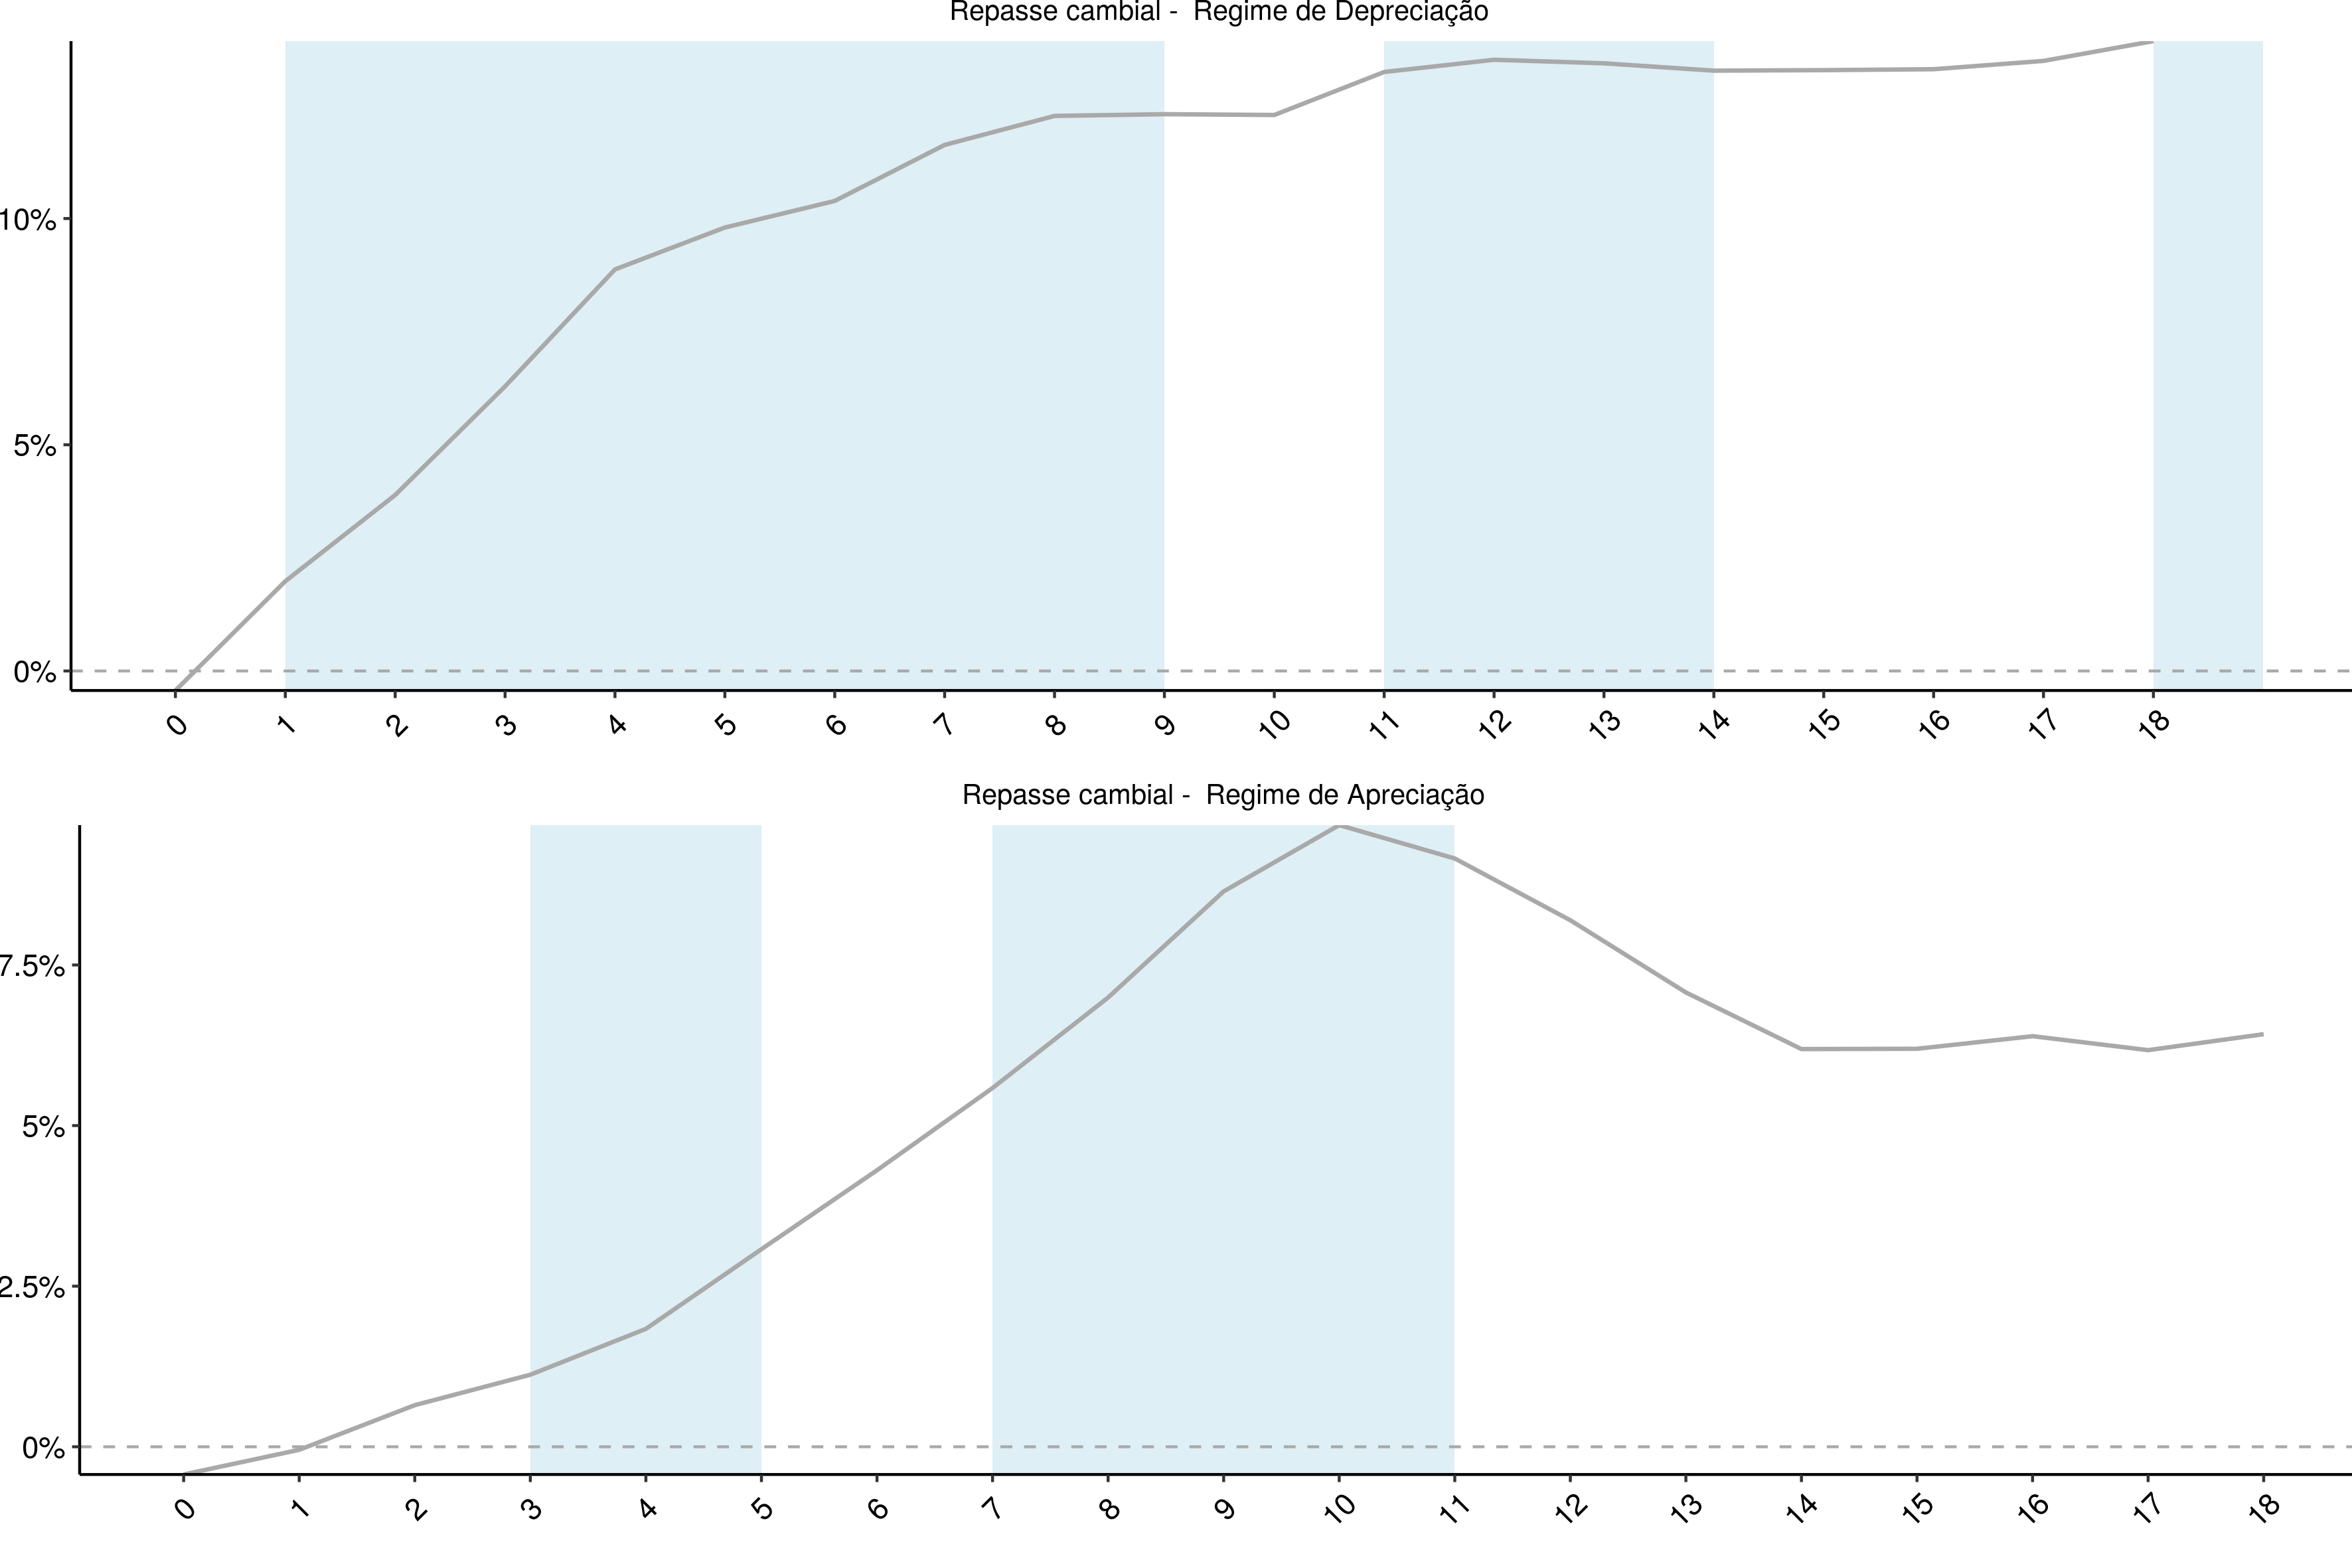 Repasse cambial -  Regime de Depreciação
10%
5%
0%
0 1 2 3 4 5 6 7 8 9 10 11 12 13 14 15 16 17 18
Repasse cambial -  Regime de Apreciação
7.5%
5%
2.5%
0%
0 1 2 3 4 5 6 7 8 9 10 11 12 13 14 15 16 17 18